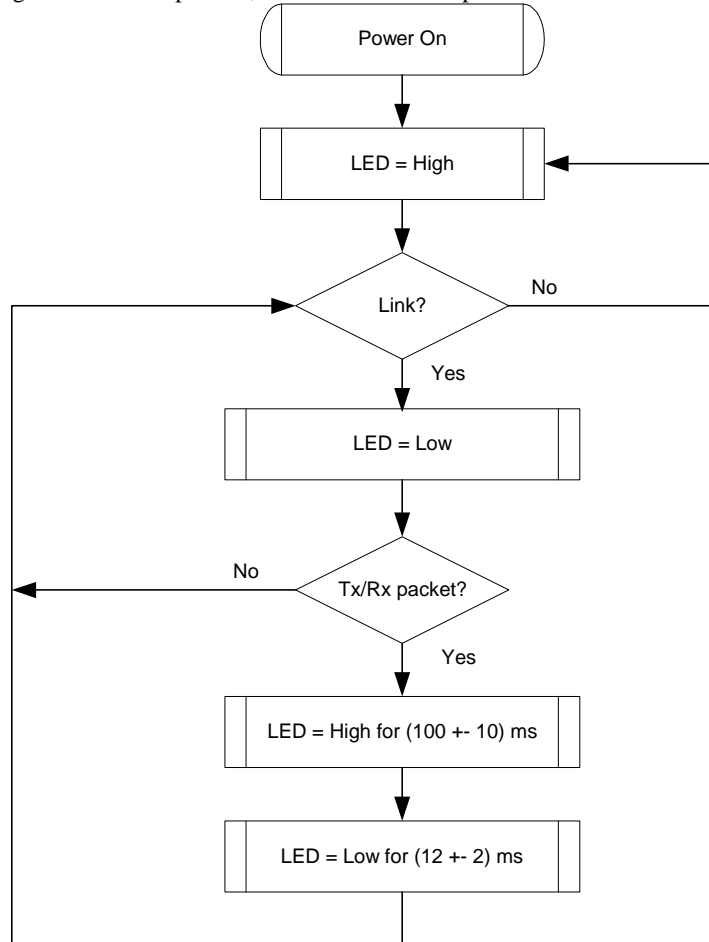 Power On
LED = High
Link?
No
Yes
LED = Low
No
Tx/Rx packet?
Yes
LED = High for (100 +- 10) ms
LED = Low for (12 +- 2) ms